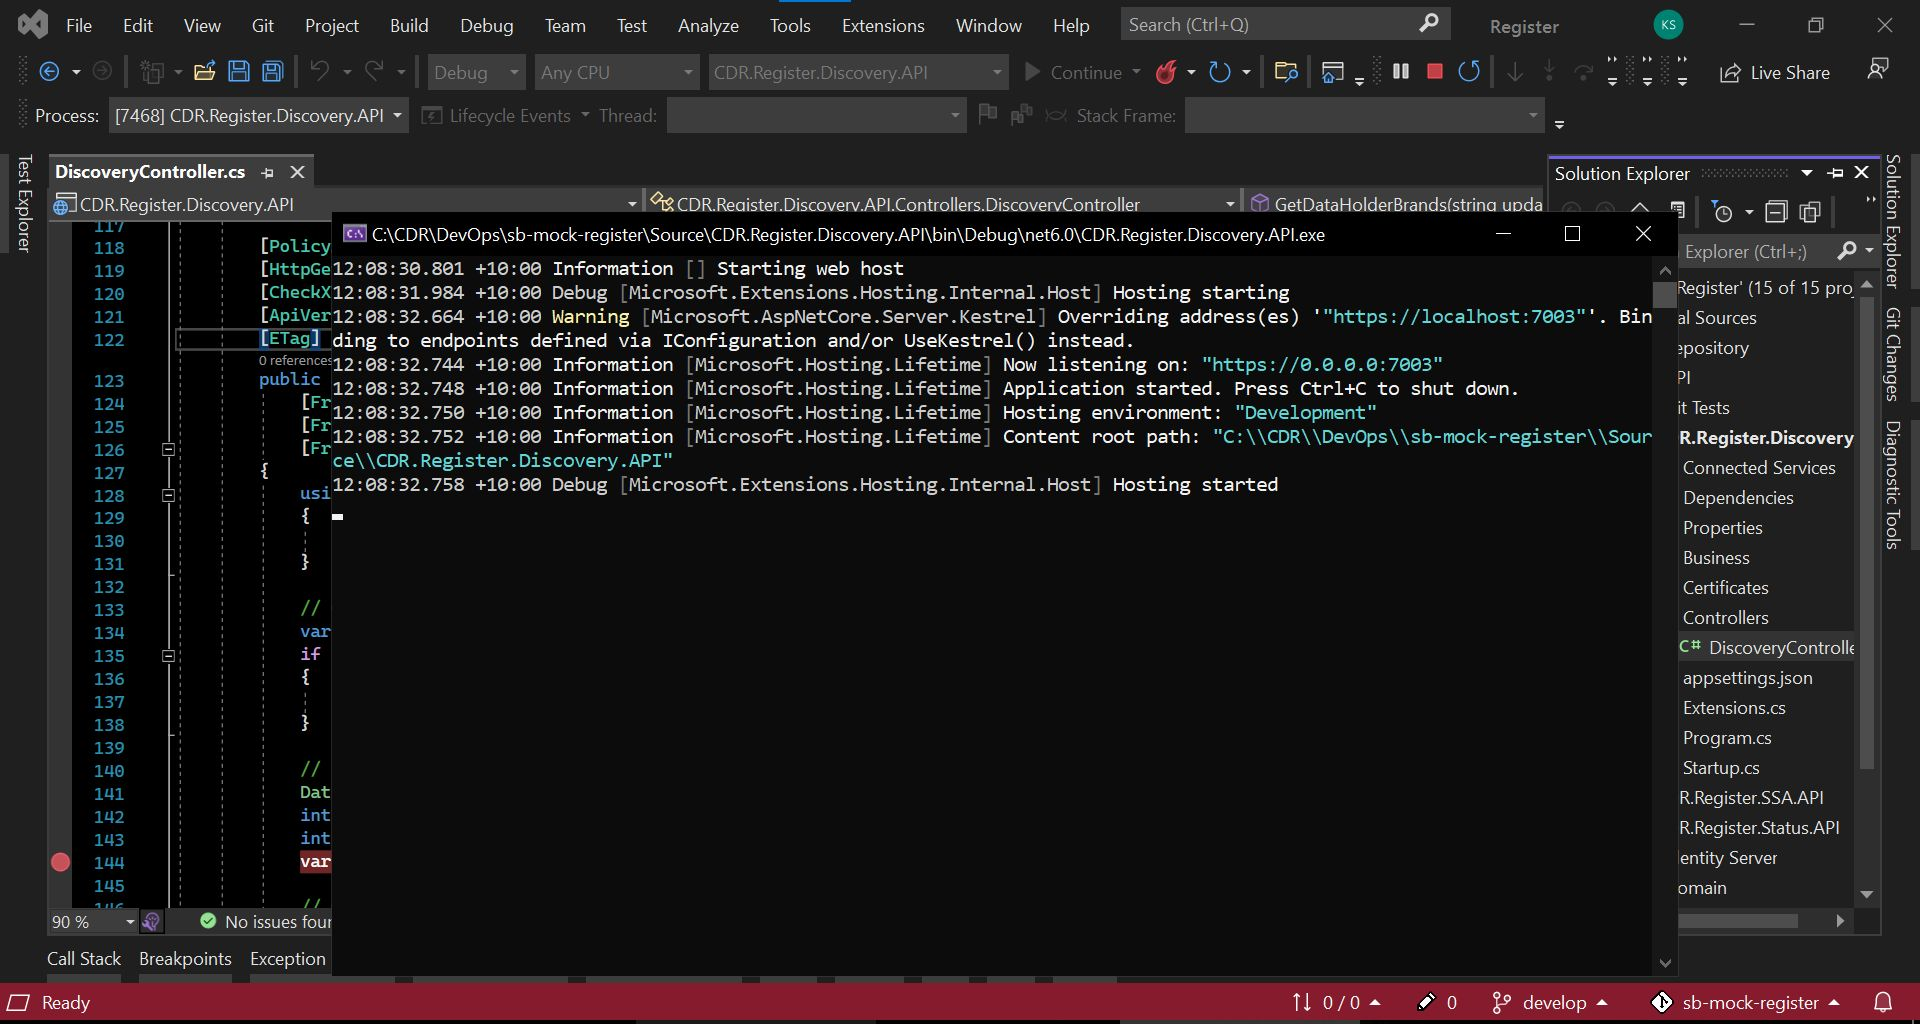 File Edit View Git Project Build Debug Team Test Analyze Tools Extensions Window Help Search (Ctrl+Q) Register KS
Debug Any CPU CDR.Register.Discovery.API Continue Live Share
Process: [7468] CDR.Register.Discovery.API Lifecycle Events Thread: Stack Frame:
Test Explorer
DiscoveryController.cs
CDR.Register.Discovery.API CDR.Register.Discovery.API.Controllers.DiscoveryController GetDataHolderBrands(string upda
117
118 [Policy
119 [HttpGe
120 [CheckX
121 [ApiVer
122 [ETag]
0 references
123 public
124 [Fr
125 [Fr
126 [Fr
127 {
128 usi
129 {
130
131 }
132
133 //
134 var
135 if
136 {
137
138 }
139
140 //
141 Dat
142 int
143 int
144 var
145
146 //
90 % No issues four
Call Stack Breakpoints Exception
C:\CDR\DevOps\sb-mock-register\Source\CDR.Register.Discovery.API\bin\Debug\net6.0\CDR.Register.Discovery.API.exe
12:08:30.801 +10:00 Information [] Starting web host
12:08:31.984 +10:00 Debug [Microsoft.Extensions.Hosting.Internal.Host] Hosting starting
12:08:32.664 +10:00 Warning [Microsoft.AspNetCore.Server.Kestrel] Overriding address(es) '"https://localhost:7003"'. Bin
ding to endpoints defined via IConfiguration and/or UseKestrel() instead.
12:08:32.744 +10:00 Information [Microsoft.Hosting.Lifetime] Now listening on: "https://0.0.0.0:7003"
12:08:32.748 +10:00 Information [Microsoft.Hosting.Lifetime] Application started. Press Ctrl+C to shut down.
12:08:32.750 +10:00 Information [Microsoft.Hosting.Lifetime] Hosting environment: "Development"
12:08:32.752 +10:00 Information [Microsoft.Hosting.Lifetime] Content root path: "C:\\CDR\\DevOps\\sb-mock-register\\Sour
ce\\CDR.Register.Discovery.API"
12:08:32.758 +10:00 Debug [Microsoft.Extensions.Hosting.Internal.Host] Hosting started
Solution Explorer
Explorer (Ctrl+;)
Register' (15 of 15 proj
al Sources
epository
PI
it Tests
R.Register.Discovery
Connected Services
Dependencies
Properties
Business
Certificates
Controllers
C# DiscoveryControlle
appsettings.json
Extensions.cs
Program.cs
Startup.cs
R.Register.SSA.API
R.Register.Status.API
entity Server
omain
Solution Explorer
Git Changes
Diagnostic Tools
Ready 0 / 0 0 develop sb-mock-register